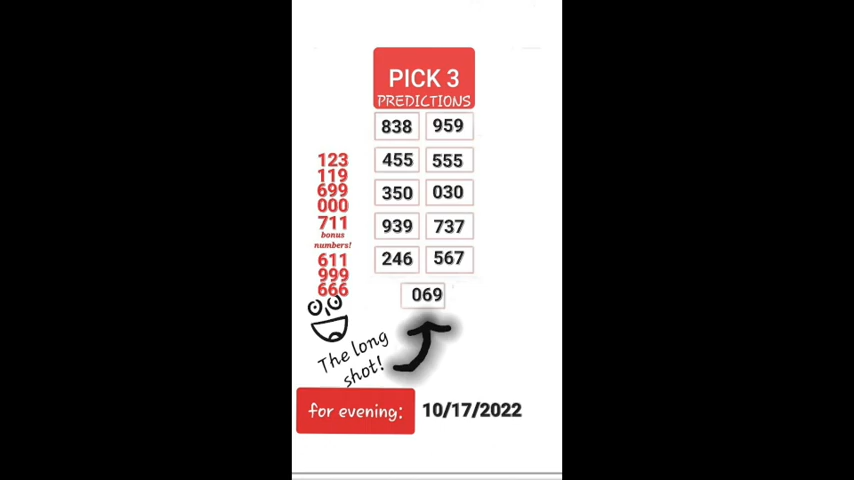 PICK 3
PREDICTIONS
838 959
455 555
350 030
939 737
246 567
069
123
119
699
000
711
bonus
numbers!
611
999
666
The long
shot!
for evening: 10/17/2022